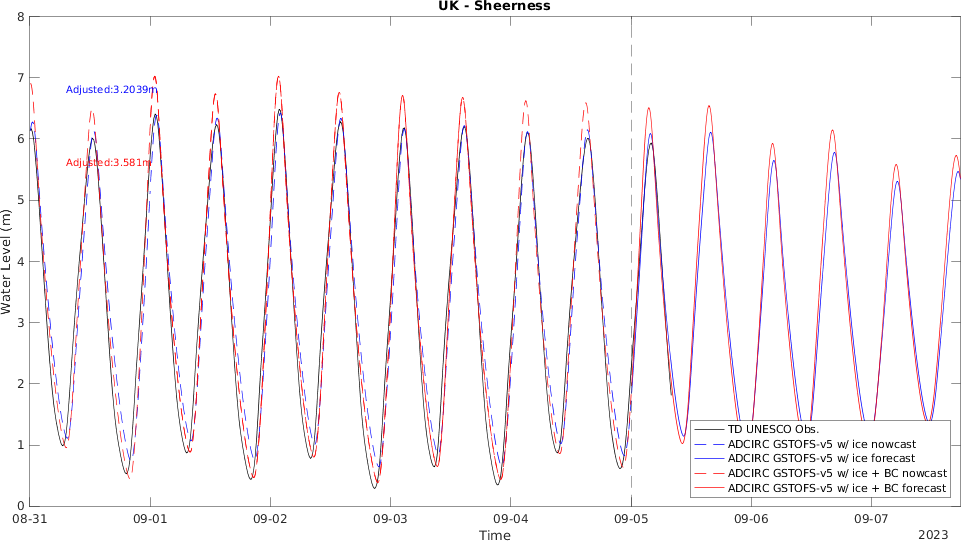 UK - Sheerness
8
7
6
5
4
3
2
1
0
Water Level (m)
Adjusted:3.2039m
Adjusted:3.581m
TD UNESCO Obs.
ADCIRC GSTOFS-v5 w/ ice nowcast
ADCIRC GSTOFS-v5 w/ ice forecast
ADCIRC GSTOFS-v5 w/ ice + BC nowcast
ADCIRC GSTOFS-v5 w/ ice + BC forecast
08-31 09-01 09-02 09-03 09-04 09-05 09-06 09-07
Time
2023